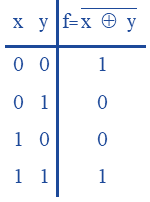 x y f= x̅ ̅⊕̅ ̅y̅
0 0 1
0 1 0
1 0 0
1 1 1